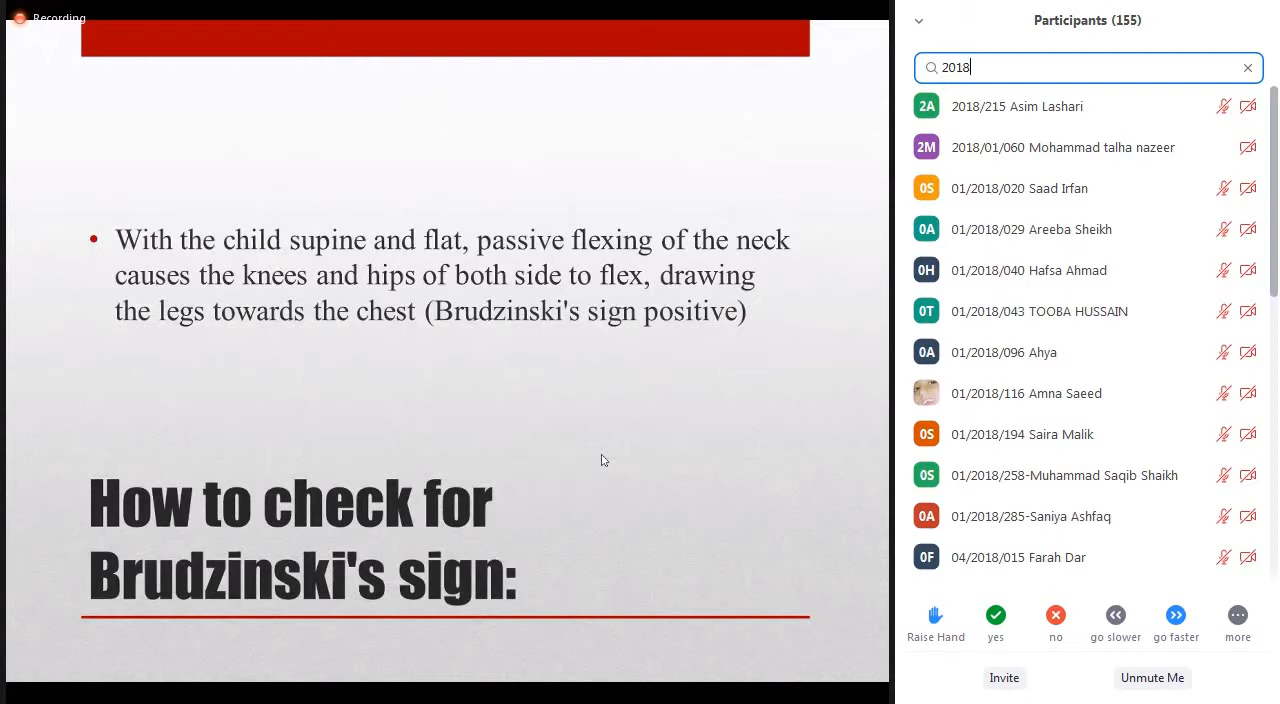 Recording
• With the child supine and flat, passive flexing of the neck
causes the knees and hips of both side to flex, drawing
the legs towards the chest (Brudzinski's sign positive)
How to check for
Brudzinski's sign:
Participants (155)
2018
2A 2018/215 Asim Lashari
2M 2018/01/060 Mohammad talha nazeer
0S 01/2018/020 Saad Irfan
0A 01/2018/029 Areeba Sheikh
0H 01/2018/040 Hafsa Ahmad
0T 01/2018/043 TOOBA HUSSAIN
0A 01/2018/096 Ahya
01/2018/116 Amna Saeed
0S 01/2018/194 Saira Malik
0S 01/2018/258-Muhammad Saqib Shaikh
0A 01/2018/285-Saniya Ashfaq
0F 04/2018/015 Farah Dar
Raise Hand yes no go slower go faster more
Invite Unmute Me